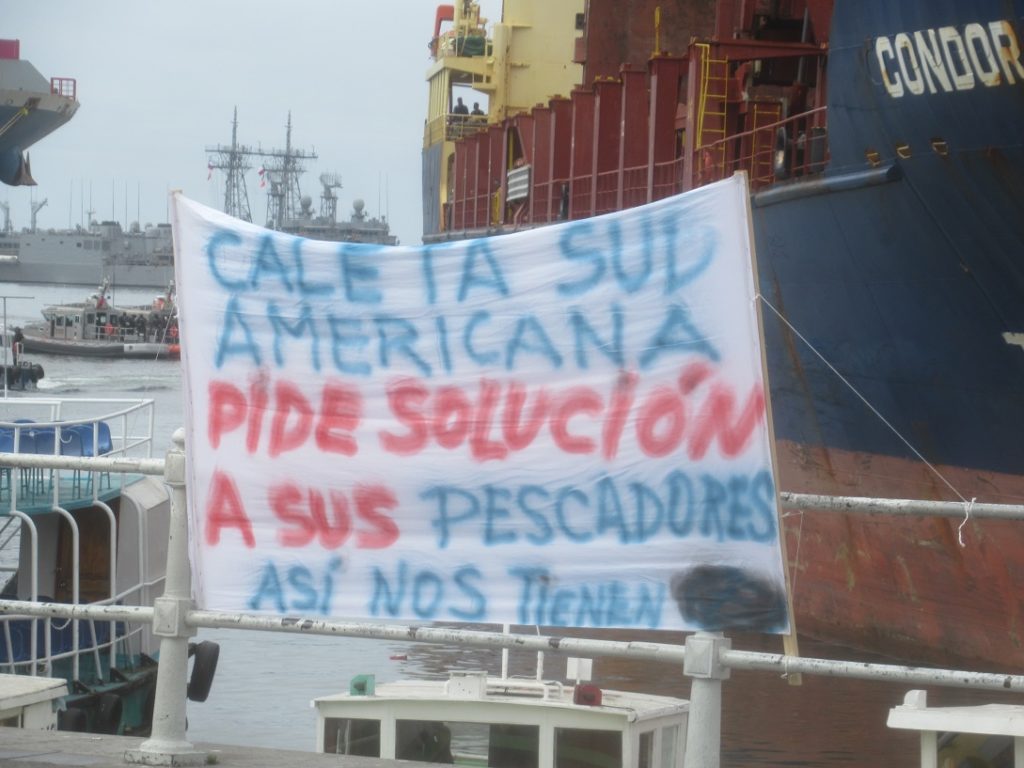 CONDOR
CALETA SUD
AMERICANA
PIDE SOLUCIÓN
A SUS PESCADORES
ASÍ NOS TIENEN